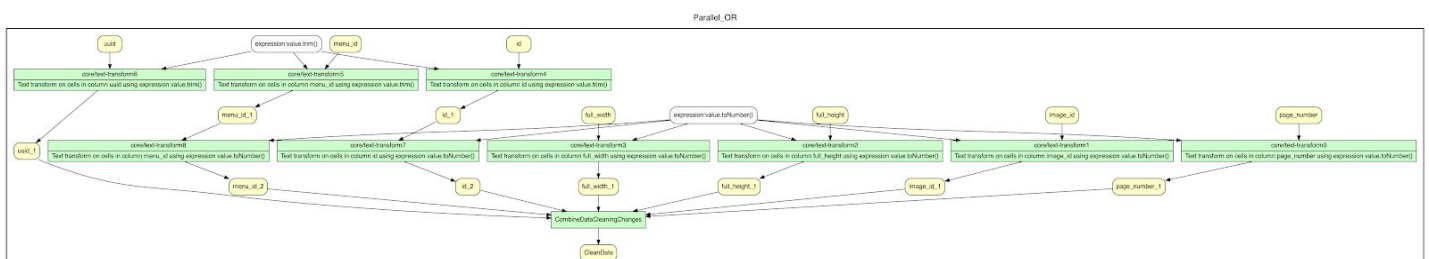 Parallel_OR
uuid
expression:value.trim()
menu_id
id
core/text-transform6
Text transform on cells in column uuid using expression value.trim()
core/text-transform5
Text transform on cells in column menu_id using expression value.trim()
core/text-transform4
Text transform on cells in column id using expression value.trim()
menu_id_1
id_1
full_width
expression:value.toNumber()
full_height
image_id
page_number
uuid_1
core/text-transform8
Text transform on cells in column menu_id using expression value.toNumber()
core/text-transform7
Text transform on cells in column id using expression value.toNumber()
core/text-transform3
Text transform on cells in column full_width using expression value.toNumber()
core/text-transform2
Text transform on cells in column full_height using expression value.toNumber()
core/text-transform1
Text transform on cells in column image_id using expression value.toNumber()
core/text-transform0
Text transform on cells in column page_number using expression value.toNumber()
menu_id_2
id_2
full_width_1
full_height_1
image_id_1
page_number_1
CombineDataCleaningChanges
CleanData